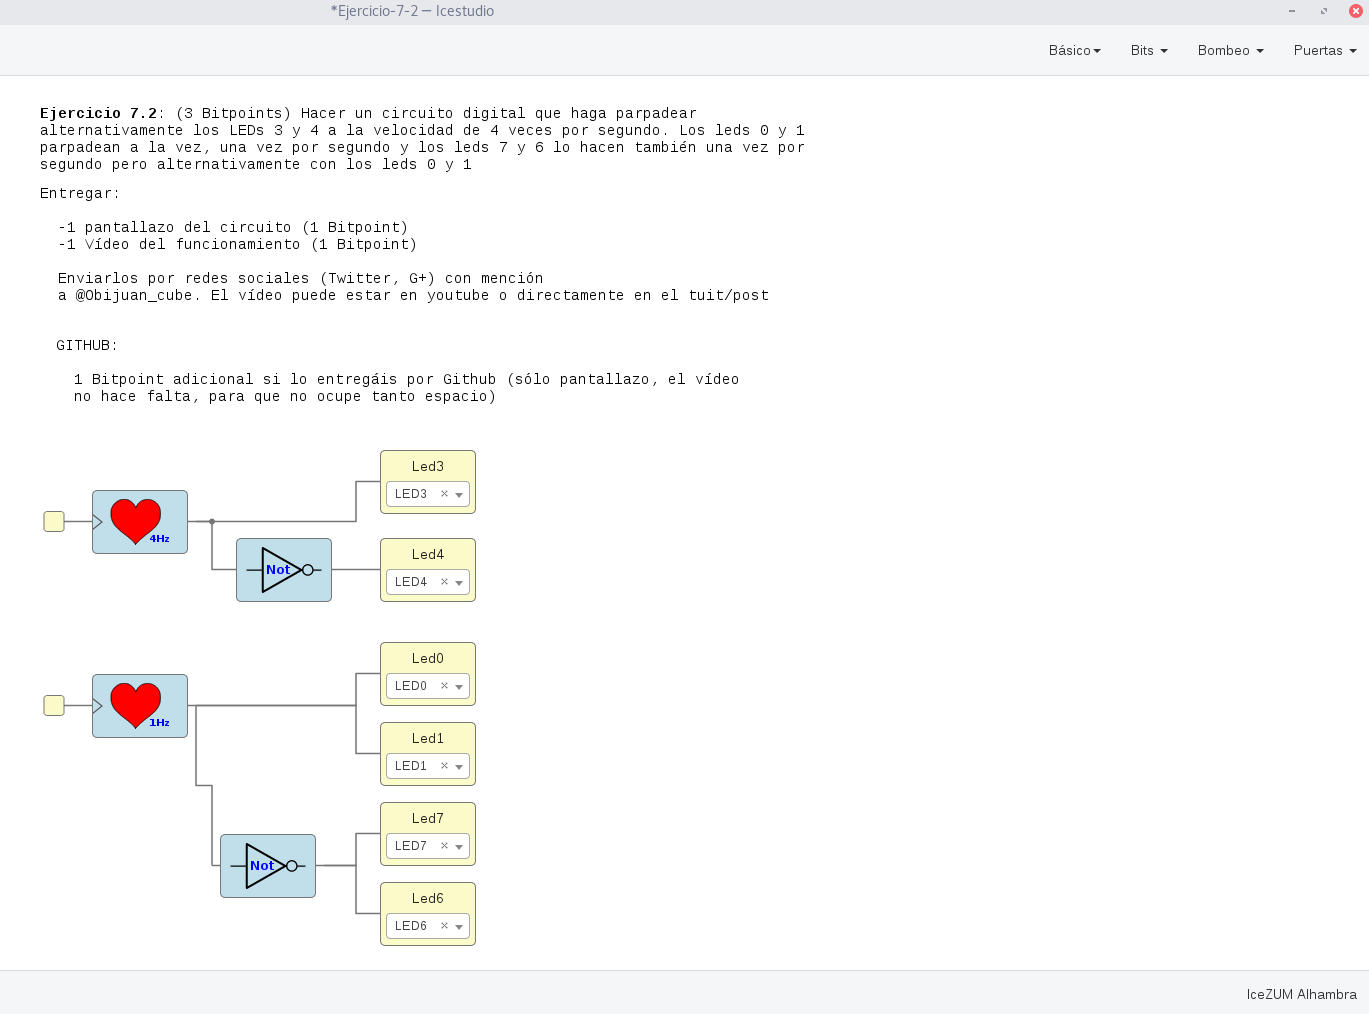 *Ejercicio-7-2 — Icestudio
Básico
Bits
Bombeo
Puertas
Ejercicio 7.2: (3 Bitpoints) Hacer un circuito digital que haga parpadear
alternativamente los LEDs 3 y 4 a la velocidad de 4 veces por segundo. Los leds 0 y 1
parpadean a la vez, una vez por segundo y los leds 7 y 6 lo hacen también una vez por
segundo pero alternativamente con los leds 0 y 1
Entregar:
-1 pantallazo del circuito (1 Bitpoint)
-1 Vídeo del funcionamiento (1 Bitpoint)
Enviarlos por redes sociales (Twitter, G+) con mención
a @Obijuan_cube. El vídeo puede estar en youtube o directamente en el tuit/post
GITHUB:
1 Bitpoint adicional si lo entregáis por Github (sólo pantallazo, el vídeo
no hace falta, para que no ocupe tanto espacio)
Led3
LED3
4Hz
Led4
Not
LED4
Led0
LED0
1Hz
Led1
LED1
Led7
LED7
Not
Led6
LED6
IceZUM Alhambra